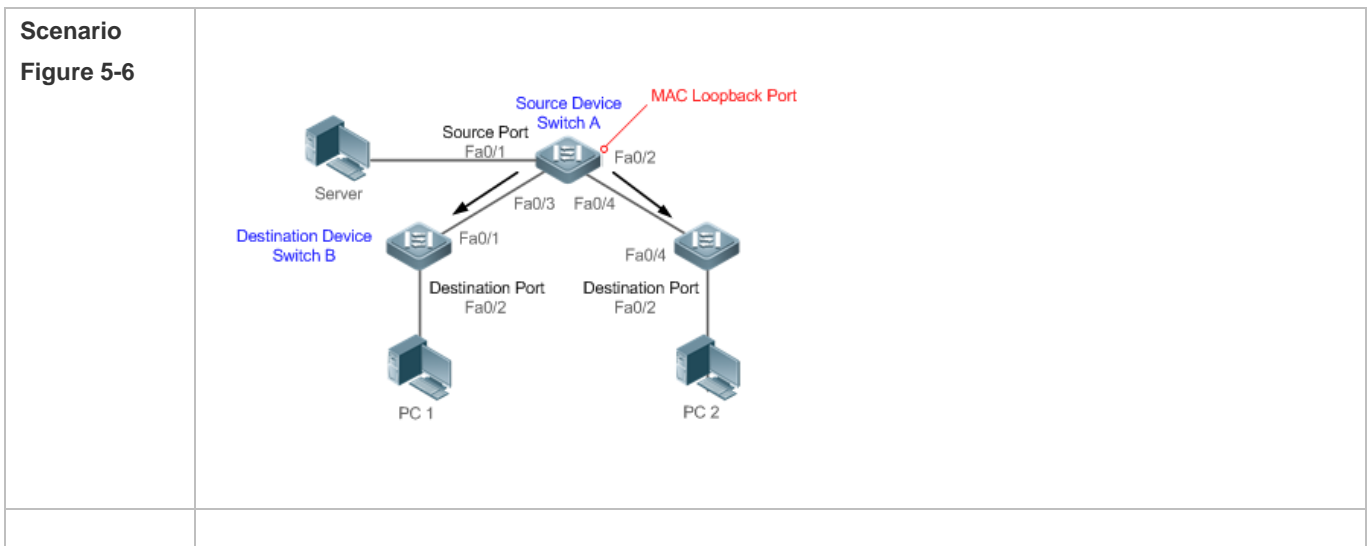 Scenario
Figure 5-6
Source Device
Switch A
MAC Loopback Port
Source Port
Fa0/1
Fa0/2
Server
Fa0/3
Fa0/4
Destination Device
Switch B
Fa0/1
Fa0/4
Destination Port
Fa0/2
Destination Port
Fa0/2
PC 1
PC 2